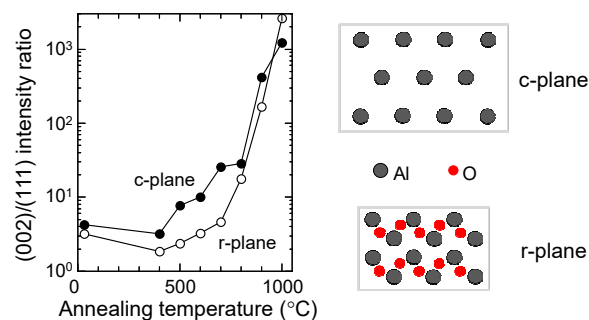 (002)/(111) intensity ratio
10³
10²
10¹
10⁰
c-plane
r-plane
0
500
1000
Annealing temperature (°C)
c-plane
Al
O
r-plane